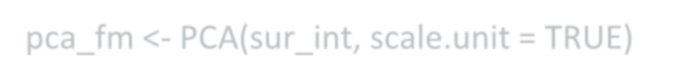 pca_fm <- PCA(sur_int, scale.unit = TRUE)